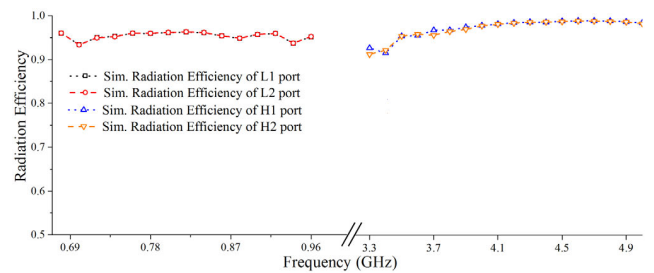 1.0
0.9
0.8
0.7
0.6
0.5
Radiation Efficiency
Sim. Radiation Efficiency of L1 port
Sim. Radiation Efficiency of L2 port
Sim. Radiation Efficiency of H1 port
Sim. Radiation Efficiency of H2 port
0.69 0.78 0.87 0.96 3.3 3.7 4.1 4.5 4.9
Frequency (GHz)